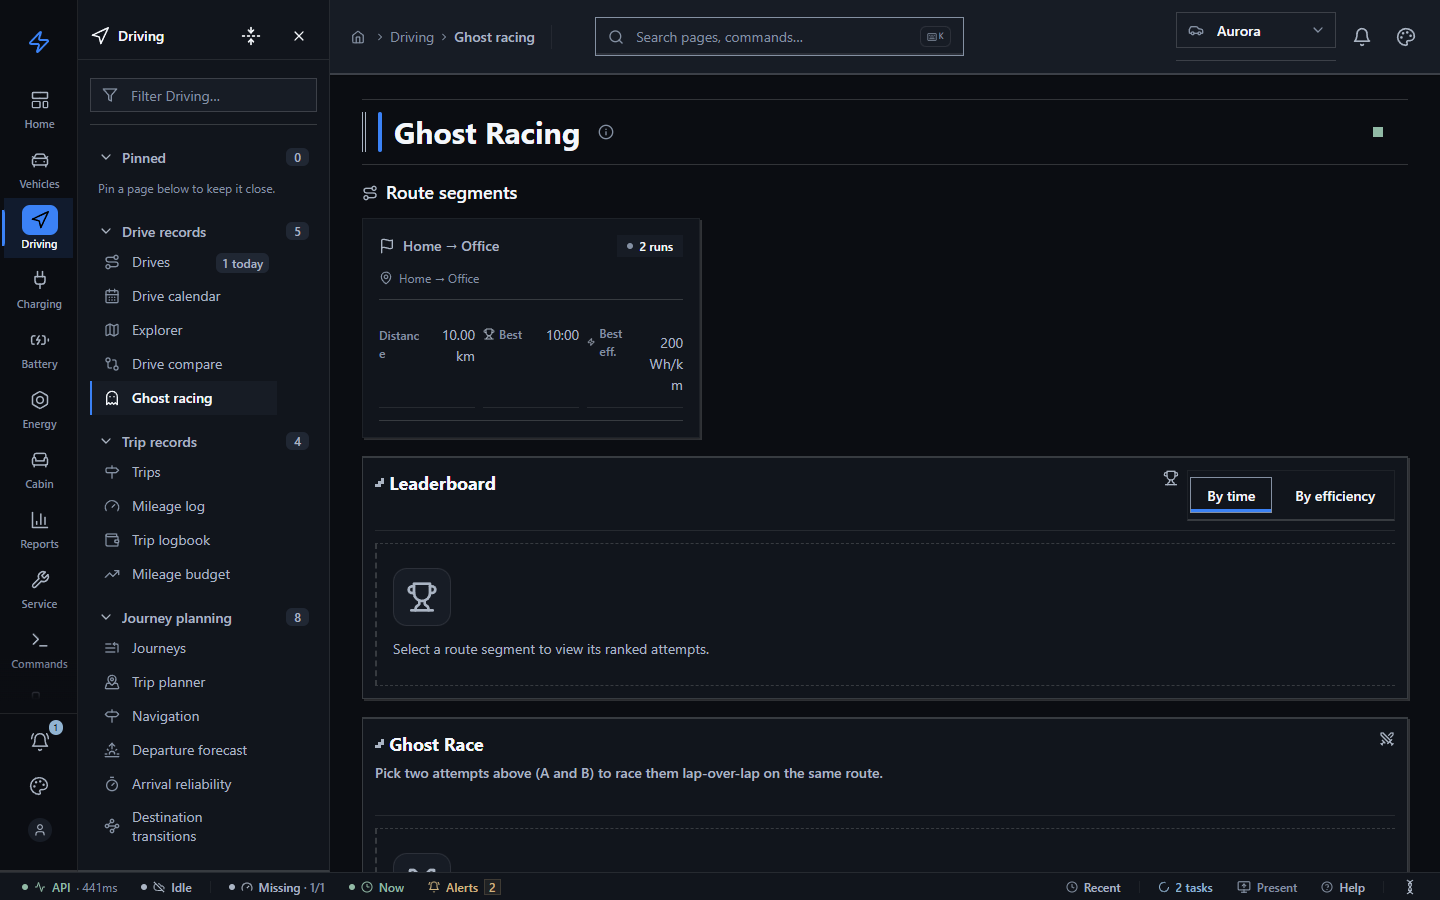 Home
Vehicles
Driving
Charging
Battery
Energy
Cabin
Reports
Service
Commands
1
Driving
Filter Driving...
Pinned 0
Pin a page below to keep it close.
Drive records 5
Drives 1 today
Drive calendar
Explorer
Drive compare
Ghost racing
Trip records 4
Trips
Mileage log
Trip logbook
Mileage budget
Journey planning 8
Journeys
Trip planner
Navigation
Departure forecast
Arrival reliability
Destination
transitions
Driving Ghost racing
Search pages, commands... K
Aurora
Ghost Racing
Route segments
Home → Office 2 runs
Home → Office
Distanc
e
10.00
km
Best 10:00
Best
eff.
200
Wh/k
m
Leaderboard
By time By efficiency
Select a route segment to view its ranked attempts.
Ghost Race
Pick two attempts above (A and B) to race them lap-over-lap on the same route.
API · 441ms Idle Missing · 1/1 Now Alerts 2 Recent 2 tasks Present Help